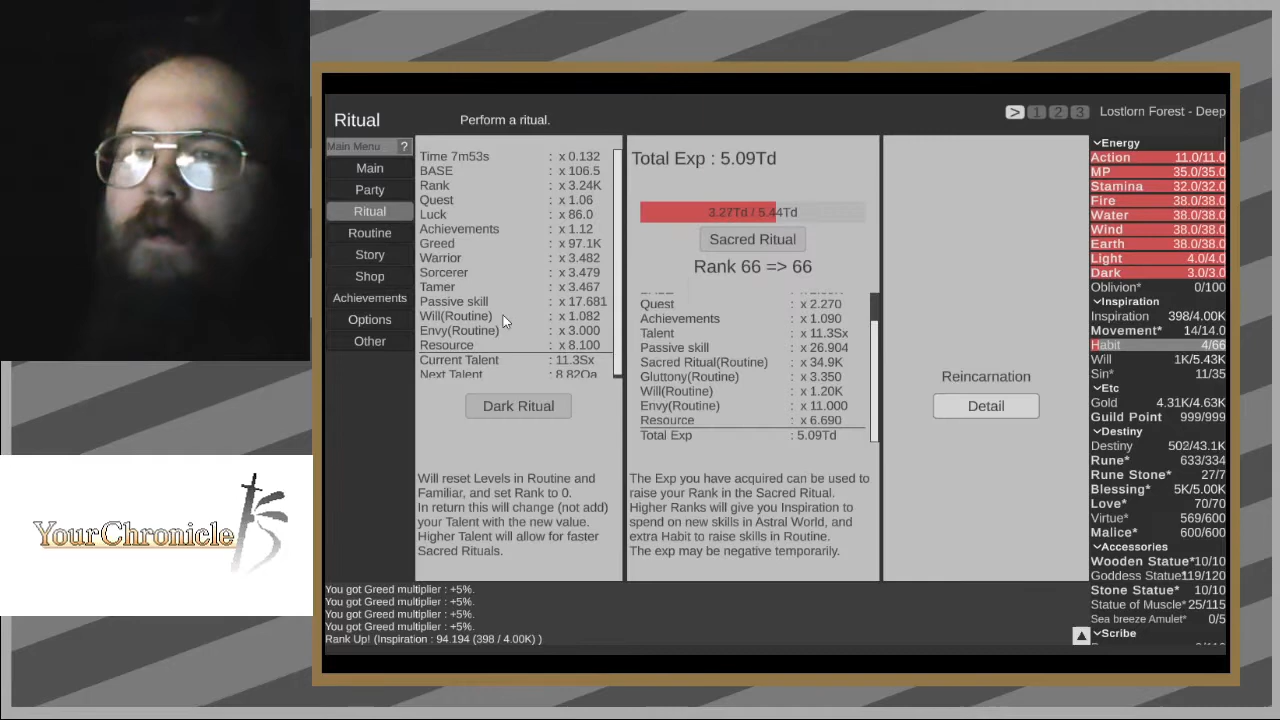 Ritual
Perform a ritual.
> 1 2 3
Lostlorn Forest - Deep
Main Menu ?
Main
Party
Ritual
Routine
Story
Shop
Achievements
Options
Other
Time 7m53s : x 0.132
BASE : x 106.5
Rank : x 3.24K
Quest : x 1.06
Luck : x 86.0
Achievements : x 1.12
Greed : x 97.1K
Warrior : x 3.482
Sorcerer : x 3.479
Tamer : x 3.467
Passive skill : x 17.681
Will(Routine) : x 1.082
Envy(Routine) : x 3.000
Resource : x 8.100
Current Talent : 11.3Sx
Next Talent : 8.82Oa
Dark Ritual
Will reset Levels in Routine and
Familiar, and set Rank to 0.
In return this will change (not add)
your Talent with the new value.
Higher Talent will allow for faster
Sacred Rituals.
Total Exp : 5.09Td
3.27Td / 5.44Td
Sacred Ritual
Rank 66 => 66
Quest : x 2.270
Achievements : x 1.090
Talent : x 11.3Sx
Passive skill : x 26.904
Sacred Ritual(Routine) : x 34.9K
Gluttony(Routine) : x 3.350
Will(Routine) : x 1.20K
Envy(Routine) : x 11.000
Resource : x 6.690
Total Exp : 5.09Td
The Exp you have acquired can be used to
raise your Rank in the Sacred Ritual.
Higher Ranks will give you Inspiration to
spend on new skills in Astral World, and
extra Habit to raise skills in Routine.
The exp may be negative temporarily.
Reincarnation
Detail
Energy
Action 11.0/11.0
MP 35.0/35.0
Stamina 32.0/32.0
Fire 38.0/38.0
Water 38.0/38.0
Wind 38.0/38.0
Earth 38.0/38.0
Light 4.0/4.0
Dark 3.0/3.0
Oblivion* 0/100
Inspiration
Inspiration 398/4.00K
Movement* 14/14.0
Habit 4/66
Will 1K/5.43K
Sin* 11/35
Etc
Gold 4.31K/4.63K
Guild Point 999/999
Destiny
Destiny 502/43.1K
Rune* 633/334
Rune Stone* 27/7
Blessing* 5K/5.00K
Love* 70/70
Virtue* 569/600
Malice* 600/600
Accessories
Wooden Statue* 10/10
Goddess Statue* 119/120
Stone Statue* 10/10
Statue of Muscle* 25/115
Sea breeze Amulet* 0/5
Scribe
You got Greed multiplier : +5%.
You got Greed multiplier : +5%.
You got Greed multiplier : +5%.
You got Greed multiplier : +5%.
Rank Up! (Inspiration : 94.194 (398 / 4.00K) )
YourChronicle